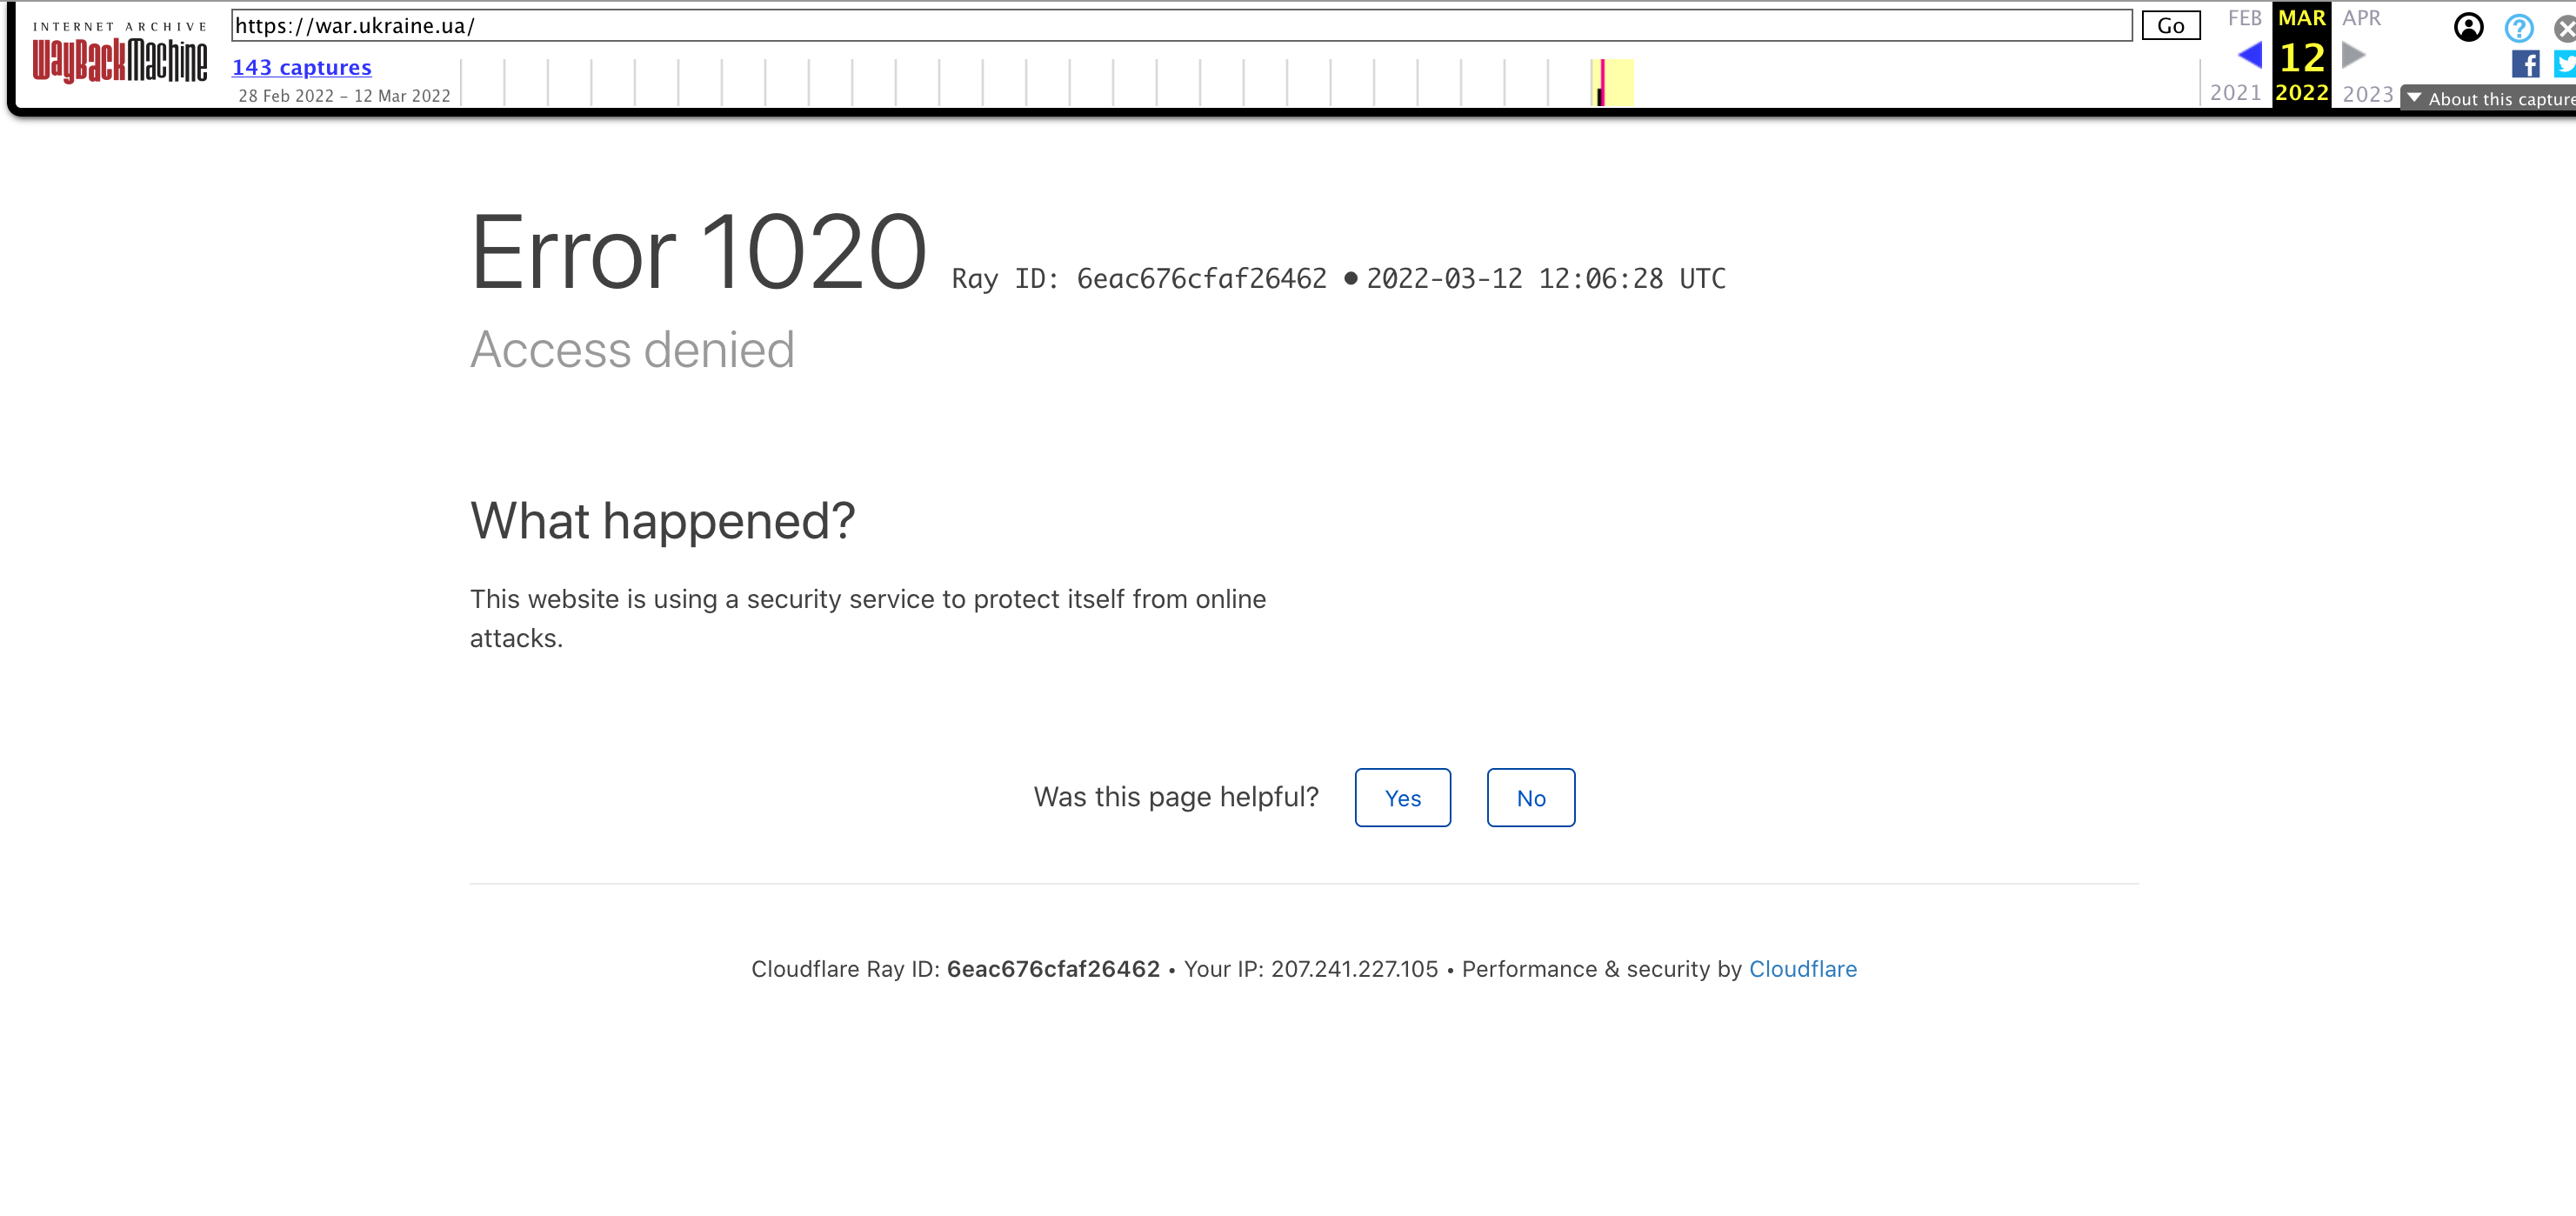 INTERNET ARCHIVE
WayBackMachine
https://war.ukraine.ua/
Go
143 captures
28 Feb 2022 – 12 Mar 2022
FEB MAR APR
12
2021 2022 2023
f
About this capture
Error 1020 Ray ID: 6eac676cfaf26462 • 2022-03-12 12:06:28 UTC
Access denied
What happened?
This website is using a security service to protect itself from online
attacks.
Was this page helpful? Yes No
Cloudflare Ray ID: 6eac676cfaf26462 • Your IP: 207.241.227.105 • Performance & security by Cloudflare